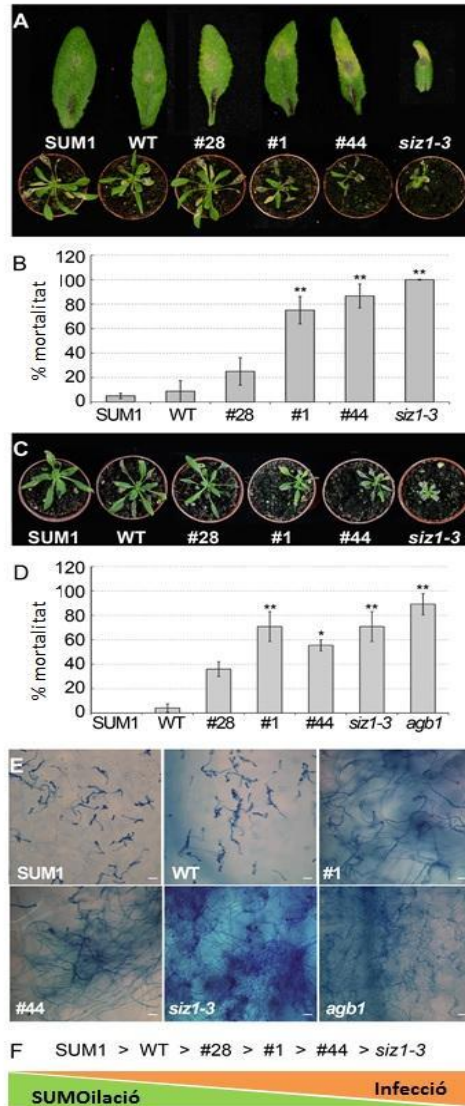 A
SUM1 WT #28 #1 #44 siz1-3
B
120
100
80
60
40
20
0
% mortalitat
** ** **
SUM1 WT #28 #1 #44 siz1-3
C
SUM1 WT #28 #1 #44 siz1-3
D
120
100
80
60
40
20
0
% mortalitat
** * ** **
SUM1 WT #28 #1 #44 siz1-3 agb1
E
SUM1 WT #1
#44 siz1-3 agb1
F SUM1 > WT > #28 > #1 > #44 > siz1-3
SUMOilació Infecció